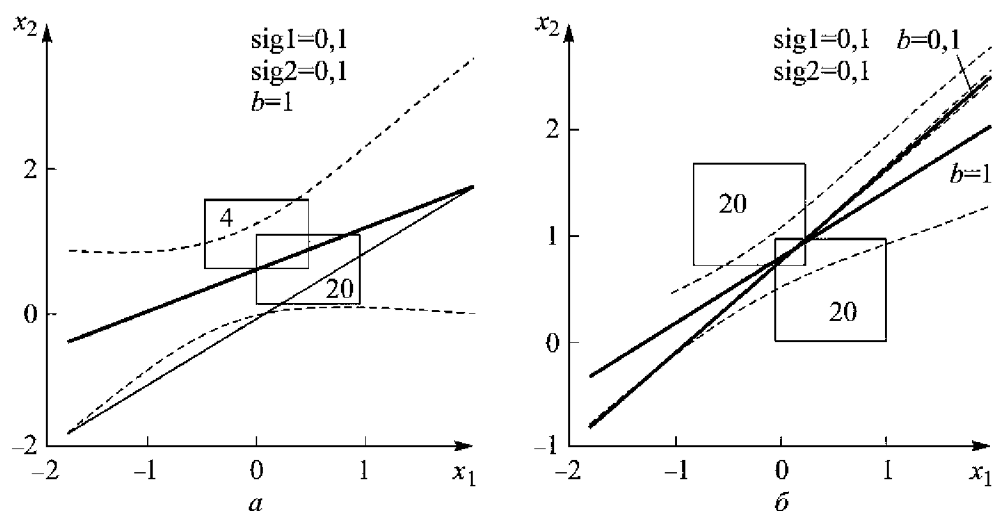 x₂
sig1=0,1
sig2=0,1
b=1
2
0
–2
4
20
–2
–1
0
1
x₁
а
x₂
sig1=0,1
sig2=0,1
b=0,1
b=1
2
1
0
–1
20
20
–2
–1
0
1
x₁
б